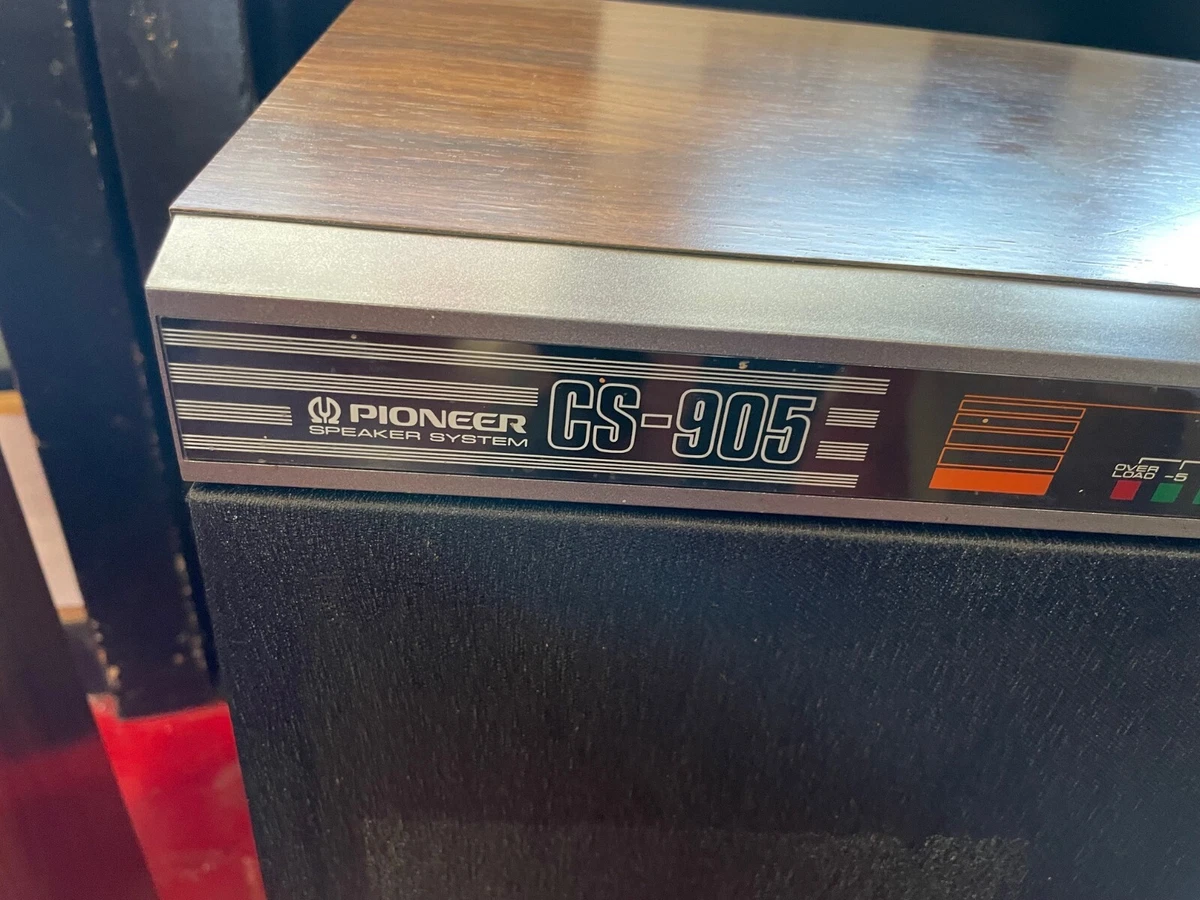 PIONEER
SPEAKER SYSTEM
CS-905
OVER
LOAD -5